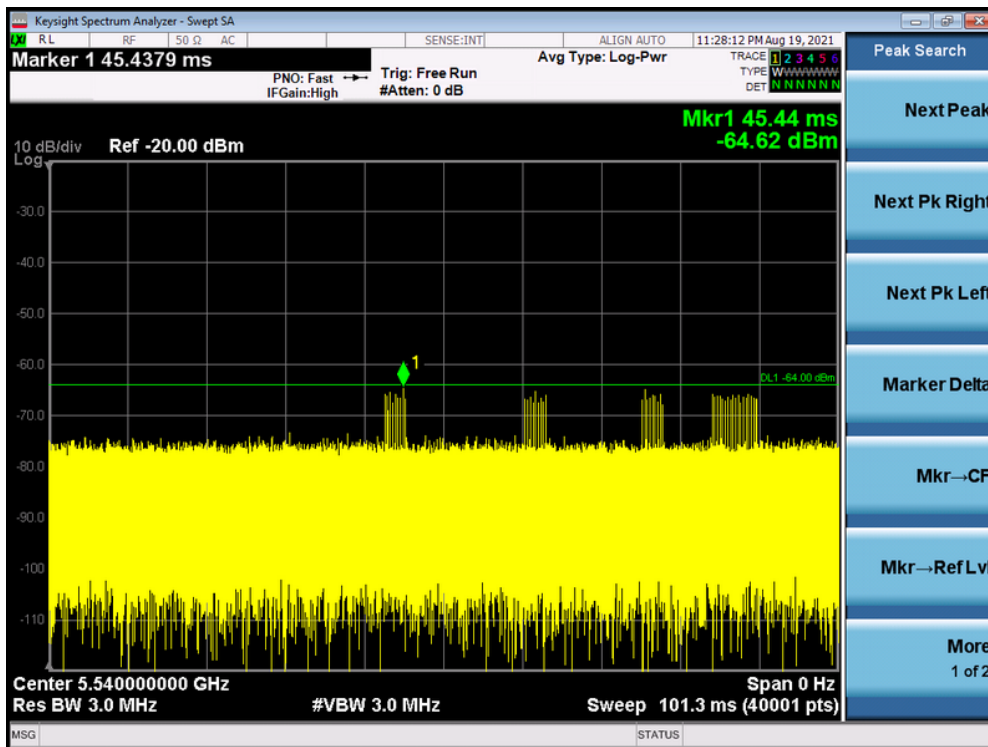 Keysight Spectrum Analyzer - Swept SA
LXI RL RF 50 Ω AC SENSE:INT ALIGN AUTO 11:28:12 PM Aug 19, 2021
Marker 1 45.4379 ms
PNO: Fast
IFGain:High
Trig: Free Run
#Atten: 0 dB
Avg Type: Log-Pwr
TRACE 1 2 3 4 5 6
TYPE WWWWWW
DET N N N N N N
Peak Search
Mkr1 45.44 ms
-64.62 dBm
10 dB/div
Log
Ref -20.00 dBm
-30.0
-40.0
-50.0
-60.0
-70.0
-80.0
-90.0
-100
-110
1
DL1 -64.00 dBm
Next Peak
Next Pk Right
Next Pk Left
Marker Delta
Mkr→CF
Mkr→Ref Lvl
More
1 of 2
Center 5.540000000 GHz
Span 0 Hz
Res BW 3.0 MHz
#VBW 3.0 MHz
Sweep 101.3 ms (40001 pts)
MSG
STATUS